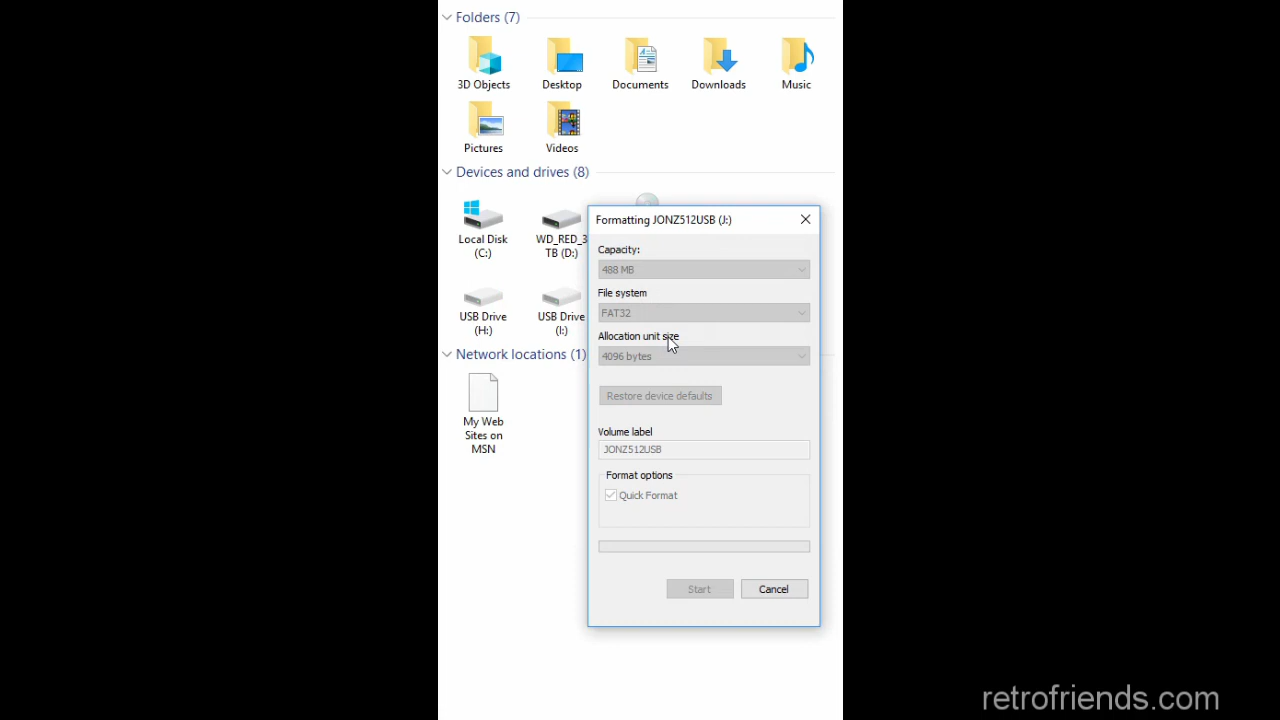 Folders (7)
3D Objects
Desktop
Documents
Downloads
Music
Pictures
Videos
Devices and drives (8)
Local Disk
(C:)
WD_RED_3
TB (D:)
USB Drive
(H:)
USB Drive
(I:)
Network locations (1)
My Web
Sites on
MSN
Formatting JONZ512USB (J:)
Capacity:
488 MB
File system
FAT32
Allocation unit size
4096 bytes
Restore device defaults
Volume label
JONZ512USB
Format options
Quick Format
Start
Cancel
retrofriends.com